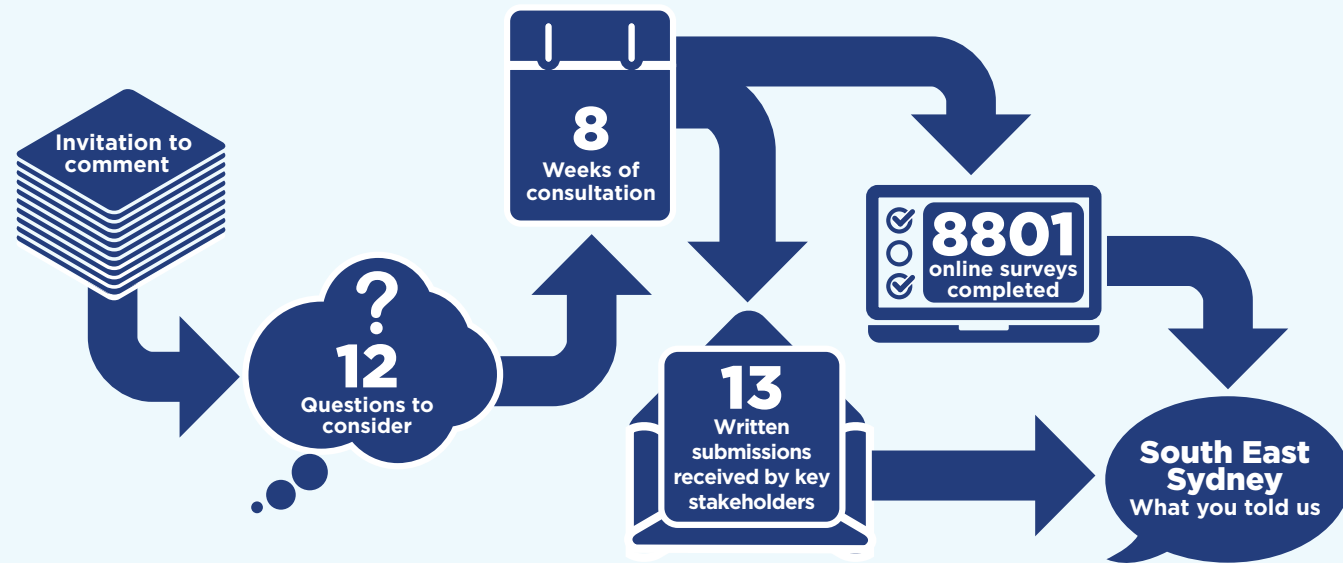 Invitation to
comment
?
12
Questions to
consider
8
Weeks of
consultation
13
Written
submissions
received by key
stakeholders
8801
online surveys
completed
South East
Sydney
What you told us